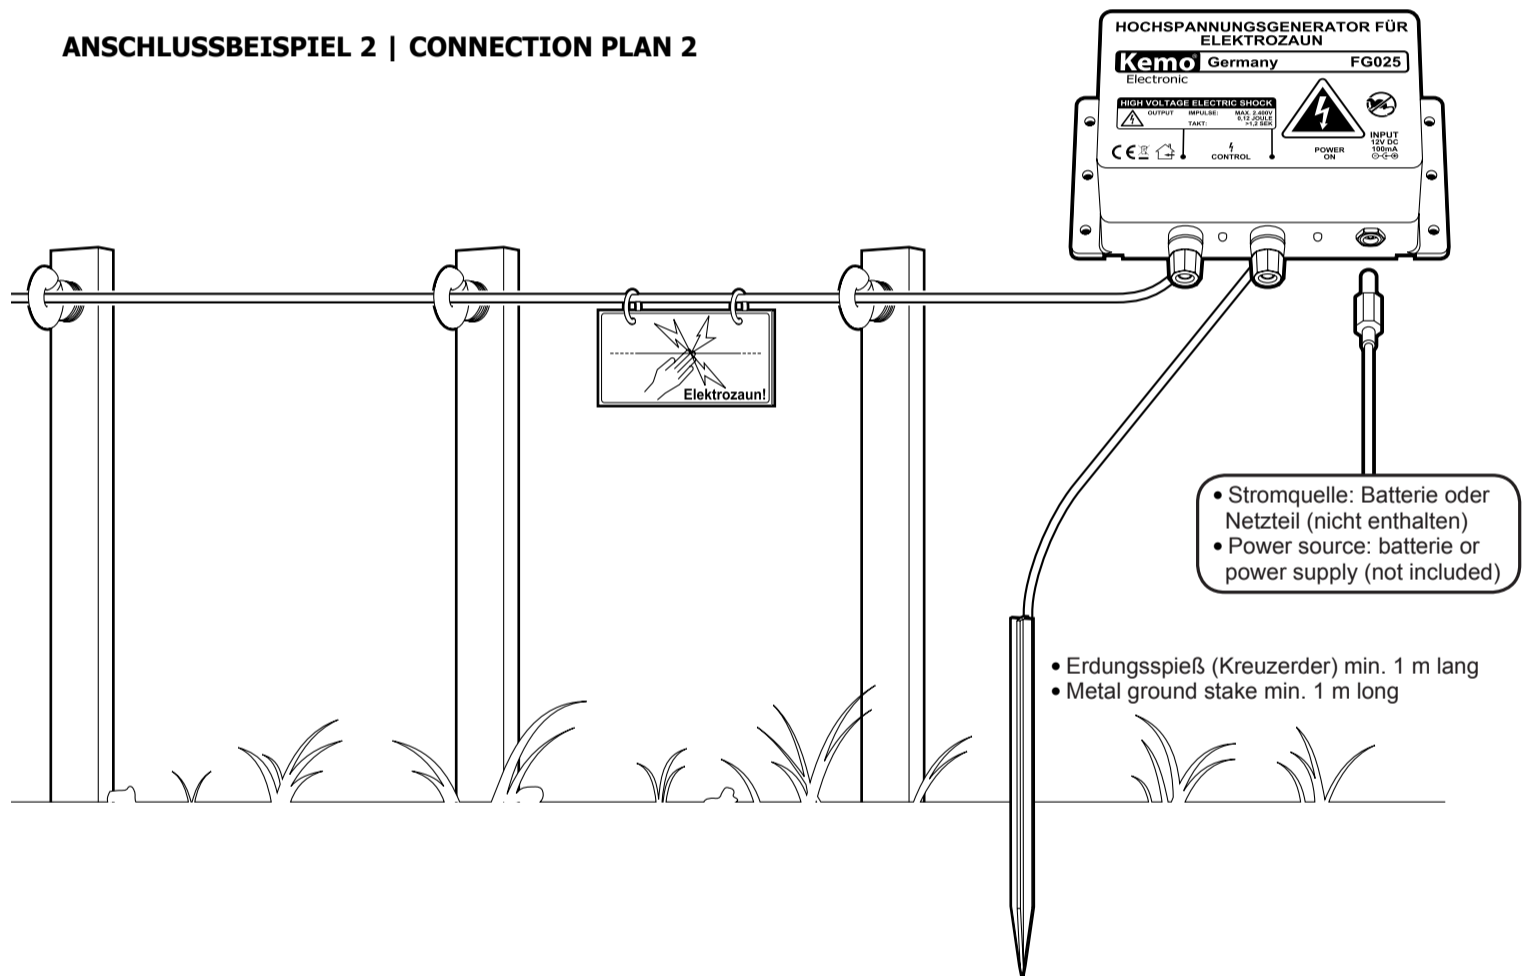 ANSCHLUSSBEISPIEL 2 | CONNECTION PLAN 2
HOCHSPANNUNGSGENERATOR FÜR
ELEKTROZAUN
Kemo Germany FG025
Electronic
HIGH VOLTAGE ELECTRIC SHOCK
OUTPUT IMPULSE: MAX. 2.400V
0,12 JOULE
TAKT: >1,2 SEK
INPUT
12V DC
100mA
CE
CONTROL
POWER
ON
Elektrozaun!
• Stromquelle: Batterie oder
Netzteil (nicht enthalten)
• Power source: batterie or
power supply (not included)
• Erdungsspieß (Kreuzerder) min. 1 m lang
• Metal ground stake min. 1 m long